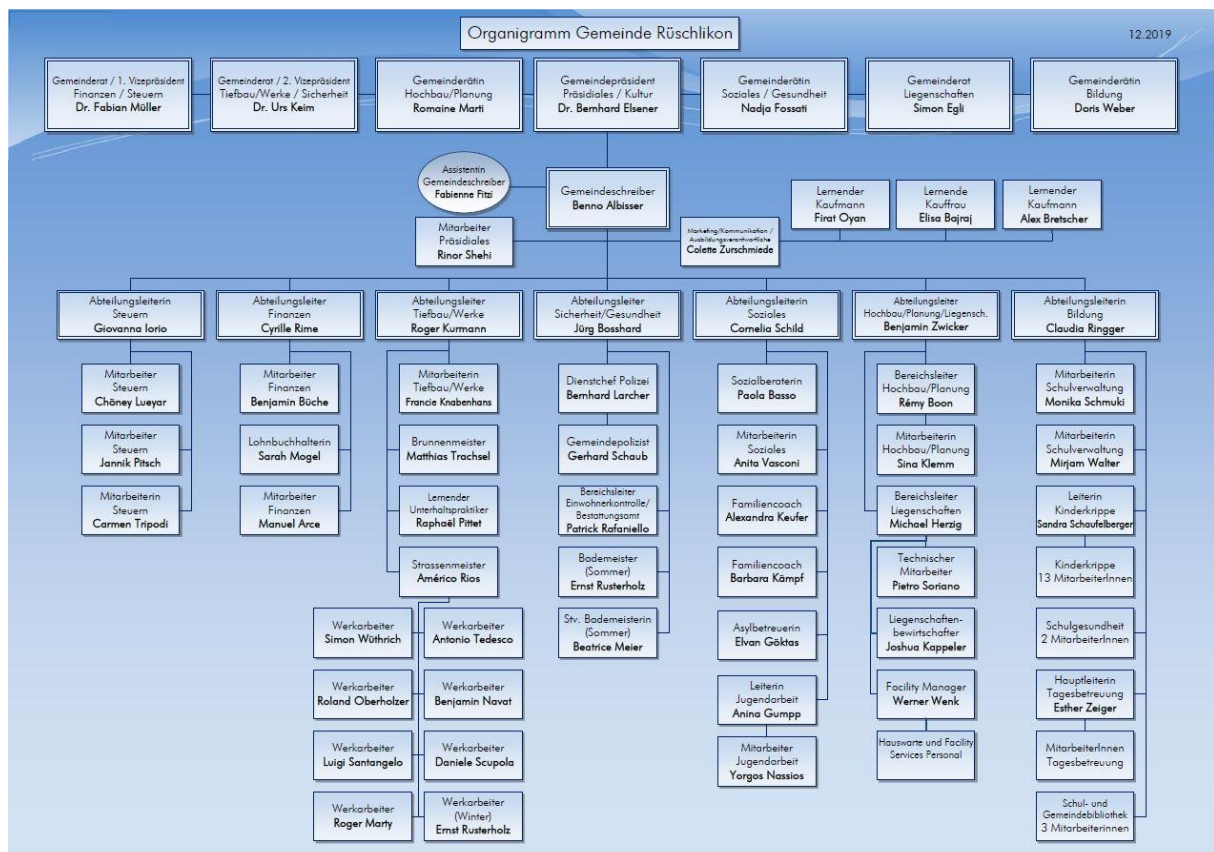 Organigramm Gemeinde Rüschlikon
12.2019
Gemeinderat / 1. Vizepräsident
Finanzen / Steuern
Dr. Fabian Müller
Gemeinderat / 2. Vizepräsident
Tiefbau/Werke / Sicherheit
Dr. Urs Keim
Gemeinderätin
Hochbau/Planung
Romaine Marti
Gemeindepräsident
Präsidiales / Kultur
Dr. Bernhard Elsener
Gemeinderätin
Soziales / Gesundheit
Nadja Fossati
Gemeinderat
Liegenschaften
Simon Egli
Gemeinderätin
Bildung
Doris Weber
Assistentin
Gemeindeschreiber
Fabienne Fitzi
Gemeindeschreiber
Benno Albisser
Lernender
Kaufmann
Firat Oyan
Lernende
Kauffrau
Elisa Bajraj
Lernender
Kaufmann
Alex Bretscher
Mitarbeiter
Präsidiales
Rinor Shehi
Marketing/Kommunikation /
Ausbildungsverantwortliche
Colette Zurschmiede
Abteilungsleiterin
Steuern
Giovanna Iorio
Abteilungsleiter
Finanzen
Cyrille Rime
Abteilungsleiter
Tiefbau/Werke
Roger Kurmann
Abteilungsleiter
Sicherheit/Gesundheit
Jürg Bosshard
Abteilungsleiterin
Soziales
Cornelia Schild
Abteilungsleiter
Hochbau/Planung/Liegensch.
Benjamin Zwicker
Abteilungsleiterin
Bildung
Claudia Ringger
Mitarbeiter
Steuern
Chöney Lueyar
Mitarbeiter
Steuern
Jannik Pitsch
Mitarbeiterin
Steuern
Carmen Tripodi
Mitarbeiter
Finanzen
Benjamin Büche
Lohnbuchhalterin
Sarah Mogel
Mitarbeiter
Finanzen
Manuel Arce
Mitarbeiterin
Tiefbau/Werke
Francie Knabenhans
Brunnenmeister
Matthias Trachsel
Lernender
Unterhaltspraktiker
Raphaël Pittet
Strassenmeister
Américo Rios
Werkarbeiter
Simon Wüthrich
Werkarbeiter
Antonio Tedesco
Werkarbeiter
Roland Oberholzer
Werkarbeiter
Benjamin Navat
Werkarbeiter
Luigi Santangelo
Werkarbeiter
Daniele Scupola
Werkarbeiter
Roger Marty
Werkarbeiter
(Winter)
Ernst Rusterholz
Dienstchef Polizei
Bernhard Larcher
Gemeindepolizist
Gerhard Schaub
Bereichsleiter
Einwohnerkontrolle/
Bestattungsamt
Patrick Rafaniello
Bademeister
(Sommer)
Ernst Rusterholz
Stv. Bademeisterin
(Sommer)
Beatrice Meier
Sozialberaterin
Paola Basso
Mitarbeiterin
Soziales
Anita Vasconi
Familiencoach
Alexandra Keufer
Familiencoach
Barbara Kämpf
Asylbetreuerin
Elvan Göktas
Leiterin
Jugendarbeit
Anina Gumpp
Mitarbeiter
Jugendarbeit
Yorgos Nassios
Bereichsleiter
Hochbau/Planung
Rémy Boon
Mitarbeiterin
Hochbau/Planung
Sina Klemm
Bereichsleiter
Liegenschaften
Michael Herzig
Technischer
Mitarbeiter
Pietro Soriano
Liegenschaften-
bewirtschafter
Joshua Kappeler
Facility Manager
Werner Wenk
Hauswarte und Facility
Services Personal
Mitarbeiterin
Schulverwaltung
Monika Schmuki
Mitarbeiterin
Schulverwaltung
Mirjam Walter
Leiterin
Kinderkrippe
Sandra Schaufelberger
Kinderkrippe
13 MitarbeiterInnen
Schulgesundheit
2 MitarbeiterInnen
Hauptleiterin
Tagesbetreuung
Esther Zeiger
MitarbeiterInnen
Tagesbetreuung
Schul- und
Gemeindebibliothek
3 Mitarbeiterinnen